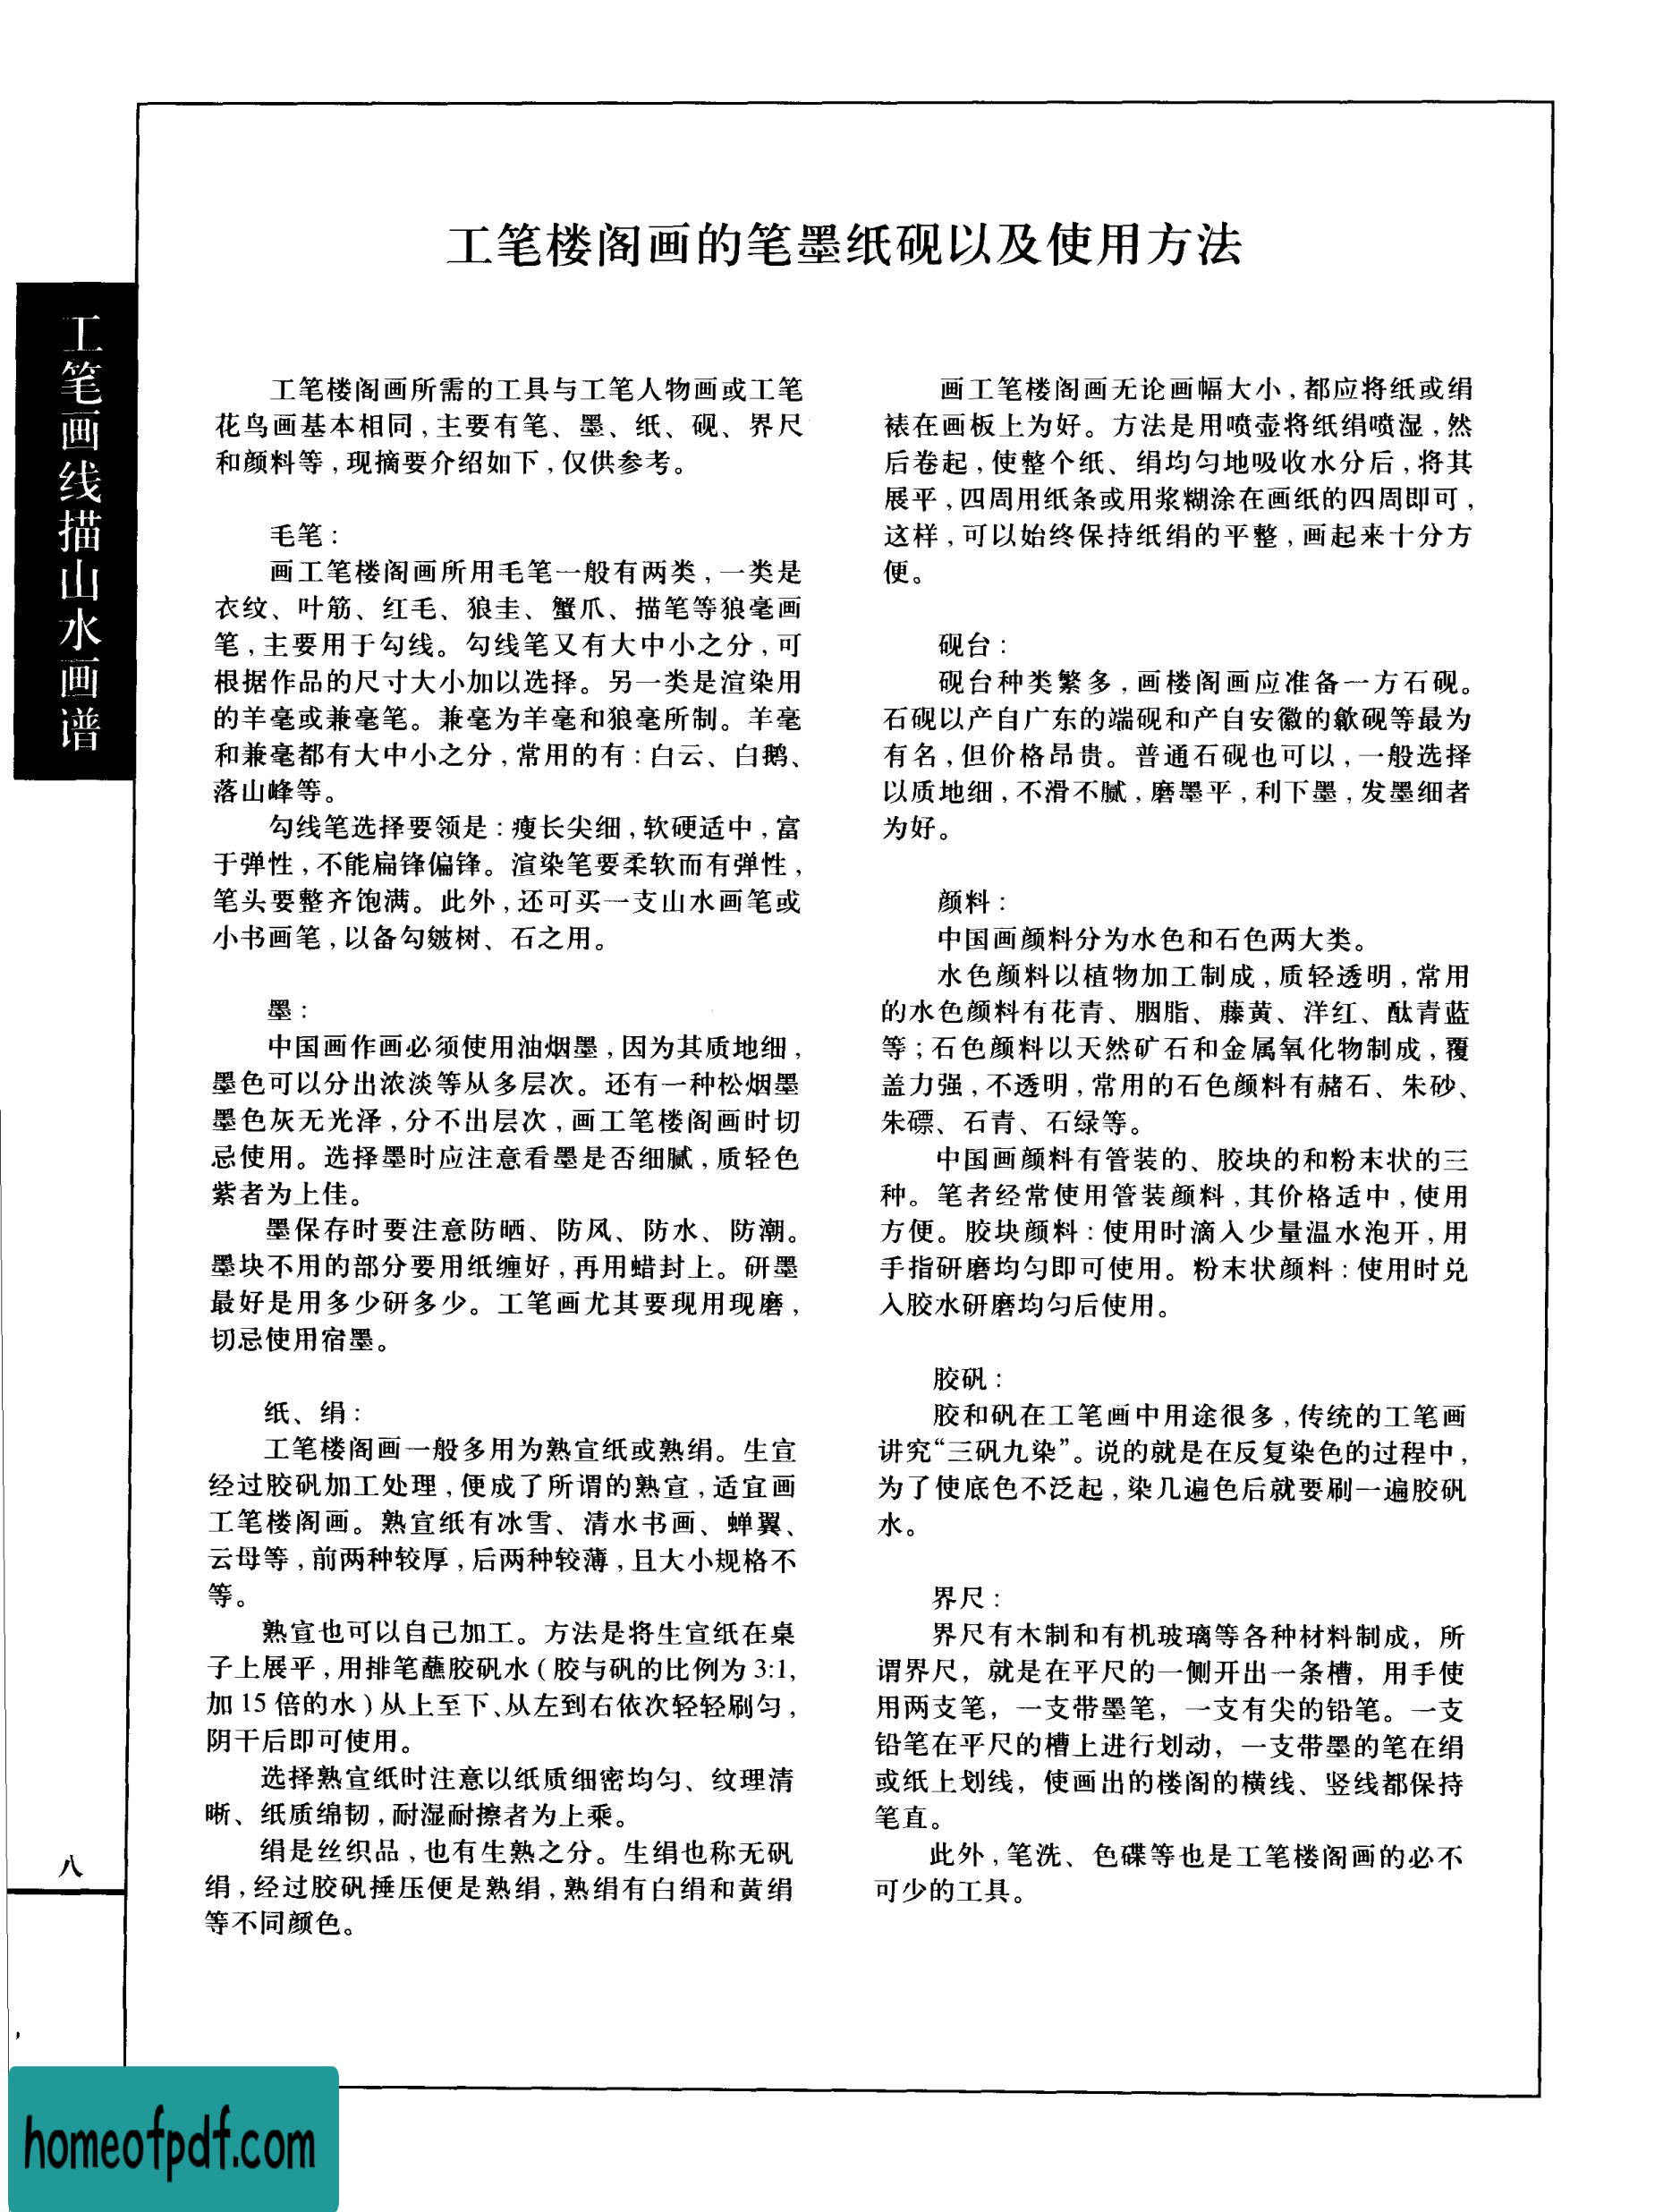 工笔楼阁画的笔墨纸砚以及使用方法
工笔画线描山水画谱
工笔楼阁画所需的工具与工笔人物画或工笔
花鸟画基本相同,主要有笔、墨、纸、砚、界尺
和颜料等,现摘要介绍如下,仅供参考。
毛笔:
画工笔楼阁画所用毛笔一般有两类,一类是
衣纹、叶筋、红毛、狼圭、蟹爪、描笔等狼毫画
笔,主要用于勾线。勾线笔又有大中小之分,可
根据作品的尺寸大小加以选择。另一类是渲染用
的羊毫或兼毫笔。兼毫为羊毫和狼毫所制。羊毫
和兼毫都有大中小之分,常用的有:白云、白鹅、
落山峰等。
勾线笔选择要领是:瘦长尖细,软硬适中,富
于弹性,不能扁锋偏锋。渲染笔要柔软而有弹性,
笔头要整齐饱满。此外,还可买一支山水画笔或
小书画笔,以备勾皴树、石之用。
墨:
中国画作画必须使用油烟墨,因为其质地细,
墨色可以分出浓淡等从多层次。还有一种松烟墨
墨色灰无光泽,分不出层次,画工笔楼阁画时切
忌使用。选择墨时应注意看墨是否细腻,质轻色
紫者为上佳。
墨保存时要注意防晒、防风、防水、防潮。
墨块不用的部分要用纸缠好,再用蜡封上。研墨
最好是用多少研多少。工笔画尤其要现用现磨,
切忌使用宿墨。
纸、绢:
工笔楼阁画一般多用为熟宣纸或熟绢。生宣
经过胶矾加工处理,便成了所谓的熟宣,适宜画
工笔楼阁画。熟宣纸有冰雪、清水书画、蝉翼、
云母等,前两种较厚,后两种较薄,且大小规格不
等。
熟宣也可以自己加工。方法是将生宣纸在桌
子上展平,用排笔蘸胶矾水(胶与矾的比例为3:1,
加15倍的水)从上至下、从左到右依次轻轻刷匀,
阴干后即可使用。
选择熟宣纸时注意以纸质细密均匀、纹理清
晰、纸质绵韧,耐湿耐擦者为上乘。
绢是丝织品,也有生熟之分。生绢也称无矾
绢,经过胶矾捶压便是熟绢,熟绢有白绢和黄绢
等不同颜色。
画工笔楼阁画无论画幅大小,都应将纸或绢
裱在画板上为好。方法是用喷壶将纸绢喷湿,然
后卷起,使整个纸、绢均匀地吸收水分后,将其
展平,四周用纸条或用浆糊涂在画纸的四周即可,
这样,可以始终保持纸绢的平整,画起来十分方
便。
砚台:
砚台种类繁多,画楼阁画应准备一方石砚。
石砚以产自广东的端砚和产自安徽的歙砚等最为
有名,但价格昂贵。普通石砚也可以,一般选择
以质地细,不滑不腻,磨墨平,利下墨,发墨细者
为好。
颜料:
中国画颜料分为水色和石色两大类。
水色颜料以植物加工制成,质轻透明,常用
的水色颜料有花青、胭脂、藤黄、洋红、酞青蓝
等;石色颜料以天然矿石和金属氧化物制成,覆
盖力强,不透明,常用的石色颜料有赭石、朱砂、
朱磦、石青、石绿等。
中国画颜料有管装的、胶块的和粉末状的三
种。笔者经常使用管装颜料,其价格适中,使用
方便。胶块颜料:使用时滴入少量温水泡开,用
手指研磨均匀即可使用。粉末状颜料:使用时兑
入胶水研磨均匀后使用。
胶矾:
胶和矾在工笔画中用途很多,传统的工笔画
讲究“三矾九染”。说的就是在反复染色的过程中,
为了使底色不泛起,染几遍色后就要刷一遍胶矾
水。
界尺:
界尺有木制和有机玻璃等各种材料制成,所
谓界尺,就是在平尺的一侧开出一条槽,用手使
用两支笔,一支带墨笔,一支有尖的铅笔。一支
铅笔在平尺的槽上进行划动,一支带墨的笔在绢
或纸上划线,使画出的楼阁的横线、竖线都保持
笔直。
此外,笔洗、色碟等也是工笔楼阁画的必不
可少的工具。
八
homeofpdf.com